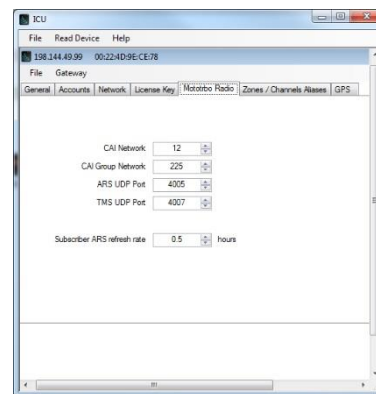 ICU
File Read Device Help
198.144.49.99 00:22:4D:9E:CE:78
File Gateway
General Accounts Network License Key Mototrbo Radio Zones / Channels Aliases GPS
CAI Network 12
CAI Group Network 225
ARS UDP Port 4005
TMS UDP Port 4007
Subscriber ARS refresh rate 0.5 hours